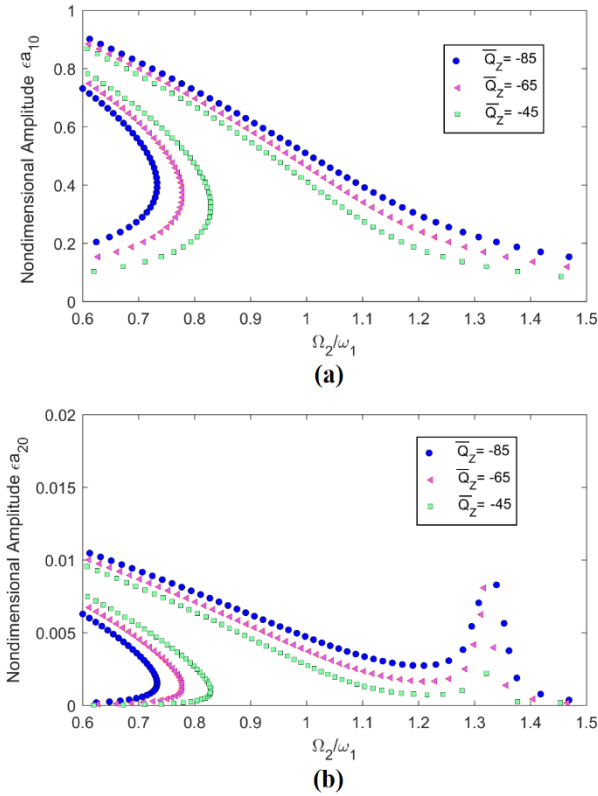 1
0.8
0.6
0.4
0.2
0
Nondimensional Amplitude ϵa10
Q̅Z= -85
Q̅Z= -65
Q̅Z= -45
0.6 0.7 0.8 0.9 1 1.1 1.2 1.3 1.4 1.5
Ω2/ω1
(a)
0.02
0.015
0.01
0.005
0
Nondimensional Amplitude ϵa20
Q̅Z= -85
Q̅Z= -65
Q̅Z= -45
0.6 0.7 0.8 0.9 1 1.1 1.2 1.3 1.4 1.5
Ω2/ω1
(b)